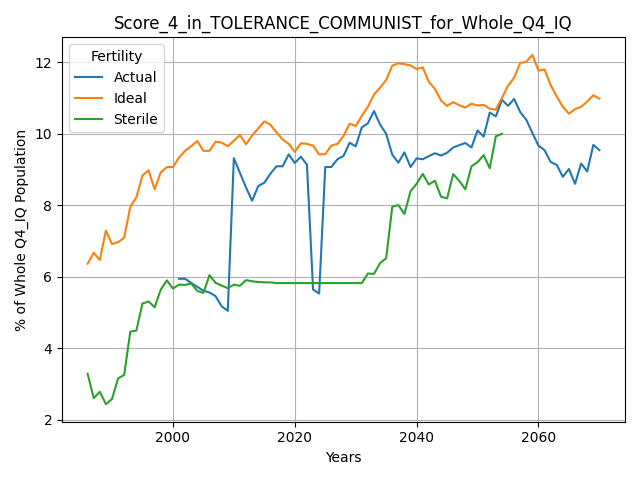 Score_4_in_TOLERANCE_COMMUNIST_for_Whole_Q4_IQ
Fertility
Actual
Ideal
Sterile
% of Whole Q4_IQ Population
12
10
8
6
4
2
2000
2020
2040
2060
Years